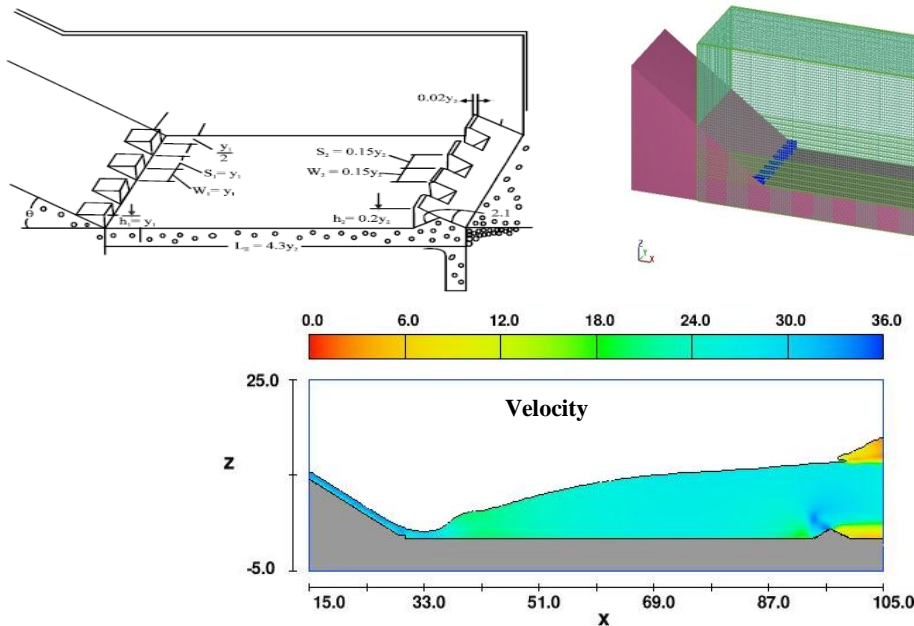 0.02y₂
y₁
2
S₁= y₁
W₁= y₁
h₁= y₁
θ
S₂ = 0.15y₂
W₂ = 0.15y₂
h₂= 0.2y₂
2.1
= 4.3y₂
Z
Y
X
0.0 6.0 12.0 18.0 24.0 30.0 36.0
25.0
Velocity
Z
-5.0
15.0 33.0 51.0 69.0 87.0 105.0
X